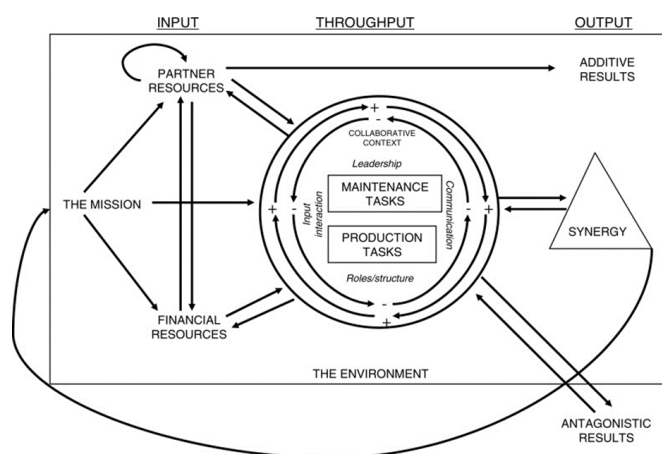 INPUT
THROUGHPUT
OUTPUT
PARTNER
RESOURCES
ADDITIVE
RESULTS
+
-
COLLABORATIVE
CONTEXT
Leadership
MAINTENANCE
TASKS
THE MISSION
+
-
Input
interaction
Communication
-
+
SYNERGY
PRODUCTION
TASKS
Roles/structure
-
+
FINANCIAL
RESOURCES
THE ENVIRONMENT
ANTAGONISTIC
RESULTS